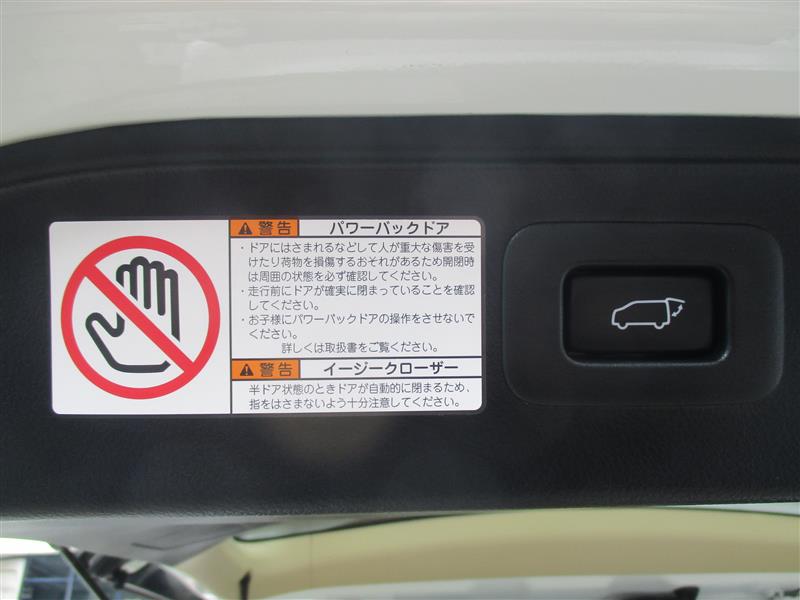 警告 パワーバックドア
・ドアにはさまれるなどして人が重大な傷害を受
けたり荷物を損傷するおそれがあるため開閉時
は周囲の状態を必ず確認してください。
・走行前にドアが確実に閉まっていることを確認
してください。
・お子様にパワーバックドアの操作をさせないで
ください。
詳しくは取扱書をご覧ください。
警告 イージークローザー
半ドア状態のときドアが自動的に閉まるため、
指をはさまないよう十分注意してください。